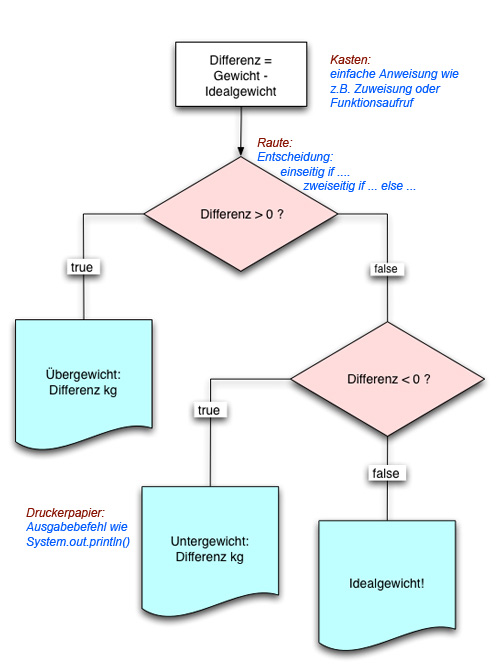 Differenz =
Gewicht -
Idealgewicht
Kasten:
einfache Anweisung wie
z.B. Zuweisung oder
Funktionsaufruf
Raute:
Entscheidung:
einseitig if ....
zweiseitig if ... else ...
Differenz > 0 ?
true
false
Übergewicht:
Differenz kg
Differenz < 0 ?
true
false
Druckerpapier:
Ausgabebefehl wie
System.out.println()
Untergewicht:
Differenz kg
Idealgewicht!